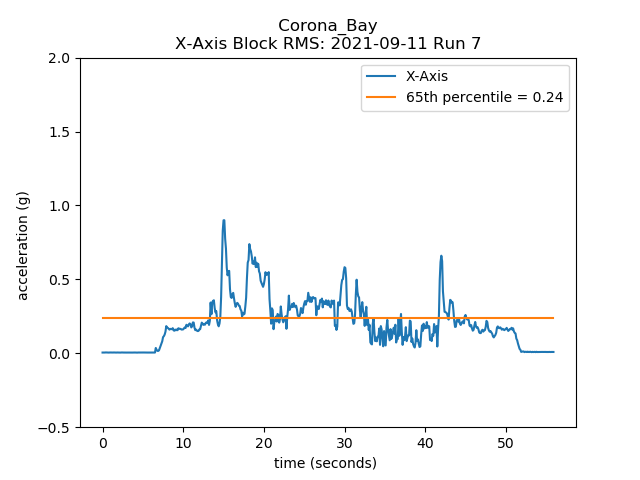 Corona_Bay
X-Axis Block RMS: 2021-09-11 Run 7
X-Axis
65th percentile = 0.24
acceleration (g)
2.0
1.5
1.0
0.5
0.0
−0.5
0 10 20 30 40 50
time (seconds)